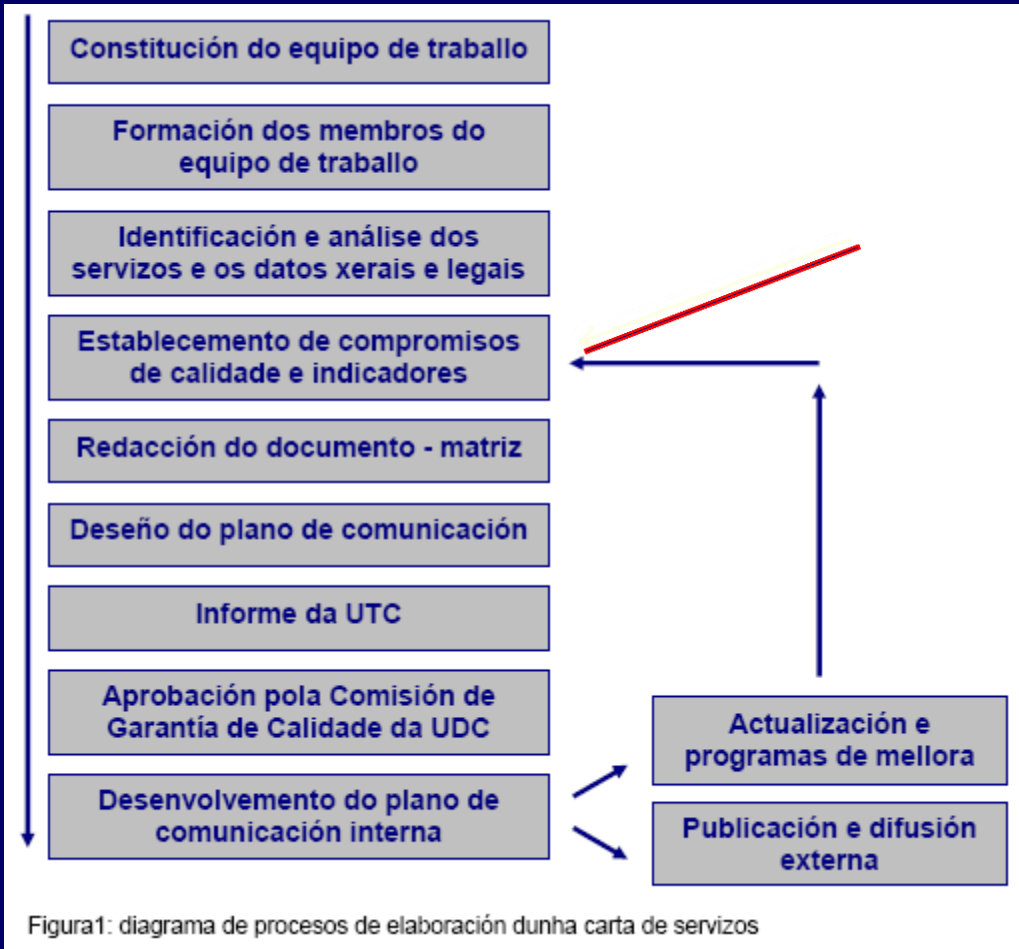 Constitución do equipo de traballo
Formación dos membros do
equipo de traballo
Identificación e análise dos
servizos e os datos xerais e legais
Establecemento de compromisos
de calidade e indicadores
Redacción do documento - matriz
Deseño do plano de comunicación
Informe da UTC
Aprobación pola Comisión de
Garantía de Calidade da UDC
Desenvolvemento do plano de
comunicación interna
Actualización e
programas de mellora
Publicación e difusión
externa
Figura1: diagrama de procesos de elaboración dunha carta de servizos